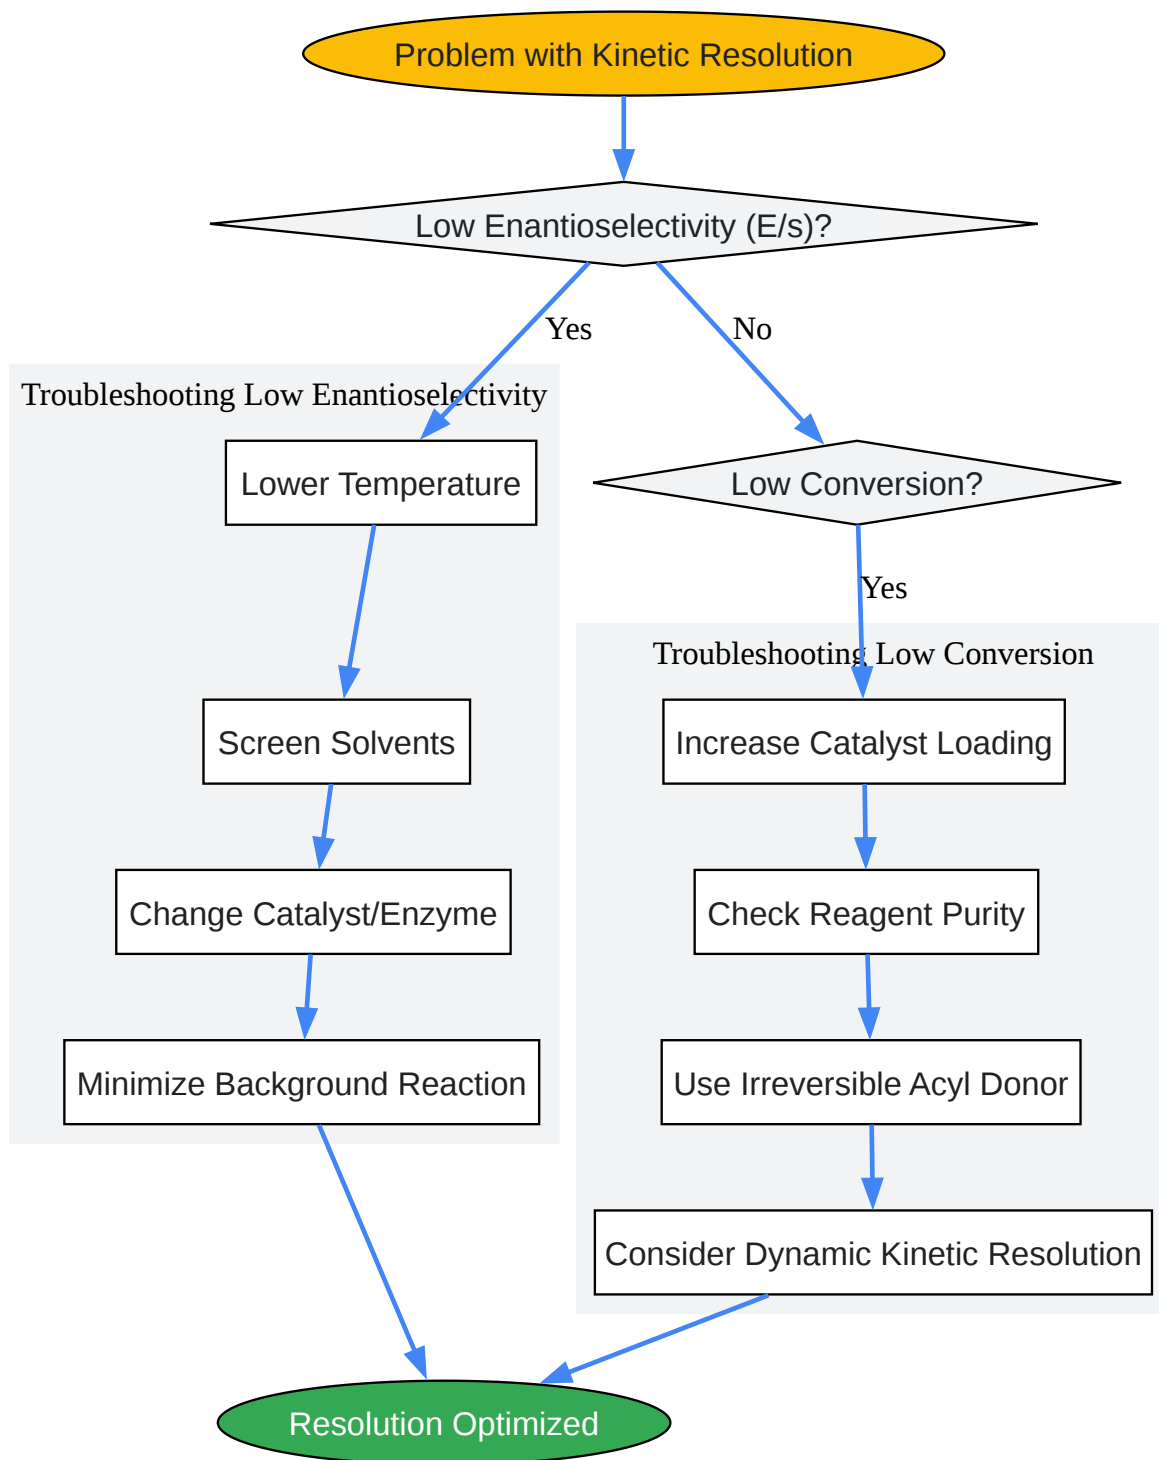 Problem with Kinetic Resolution
Low Enantioselectivity (E/s)?
Yes
No
Troubleshooting Low Enantioselectivity
Lower Temperature
Screen Solvents
Change Catalyst/Enzyme
Minimize Background Reaction
Low Conversion?
Yes
Troubleshooting Low Conversion
Increase Catalyst Loading
Check Reagent Purity
Use Irreversible Acyl Donor
Consider Dynamic Kinetic Resolution
Resolution Optimized